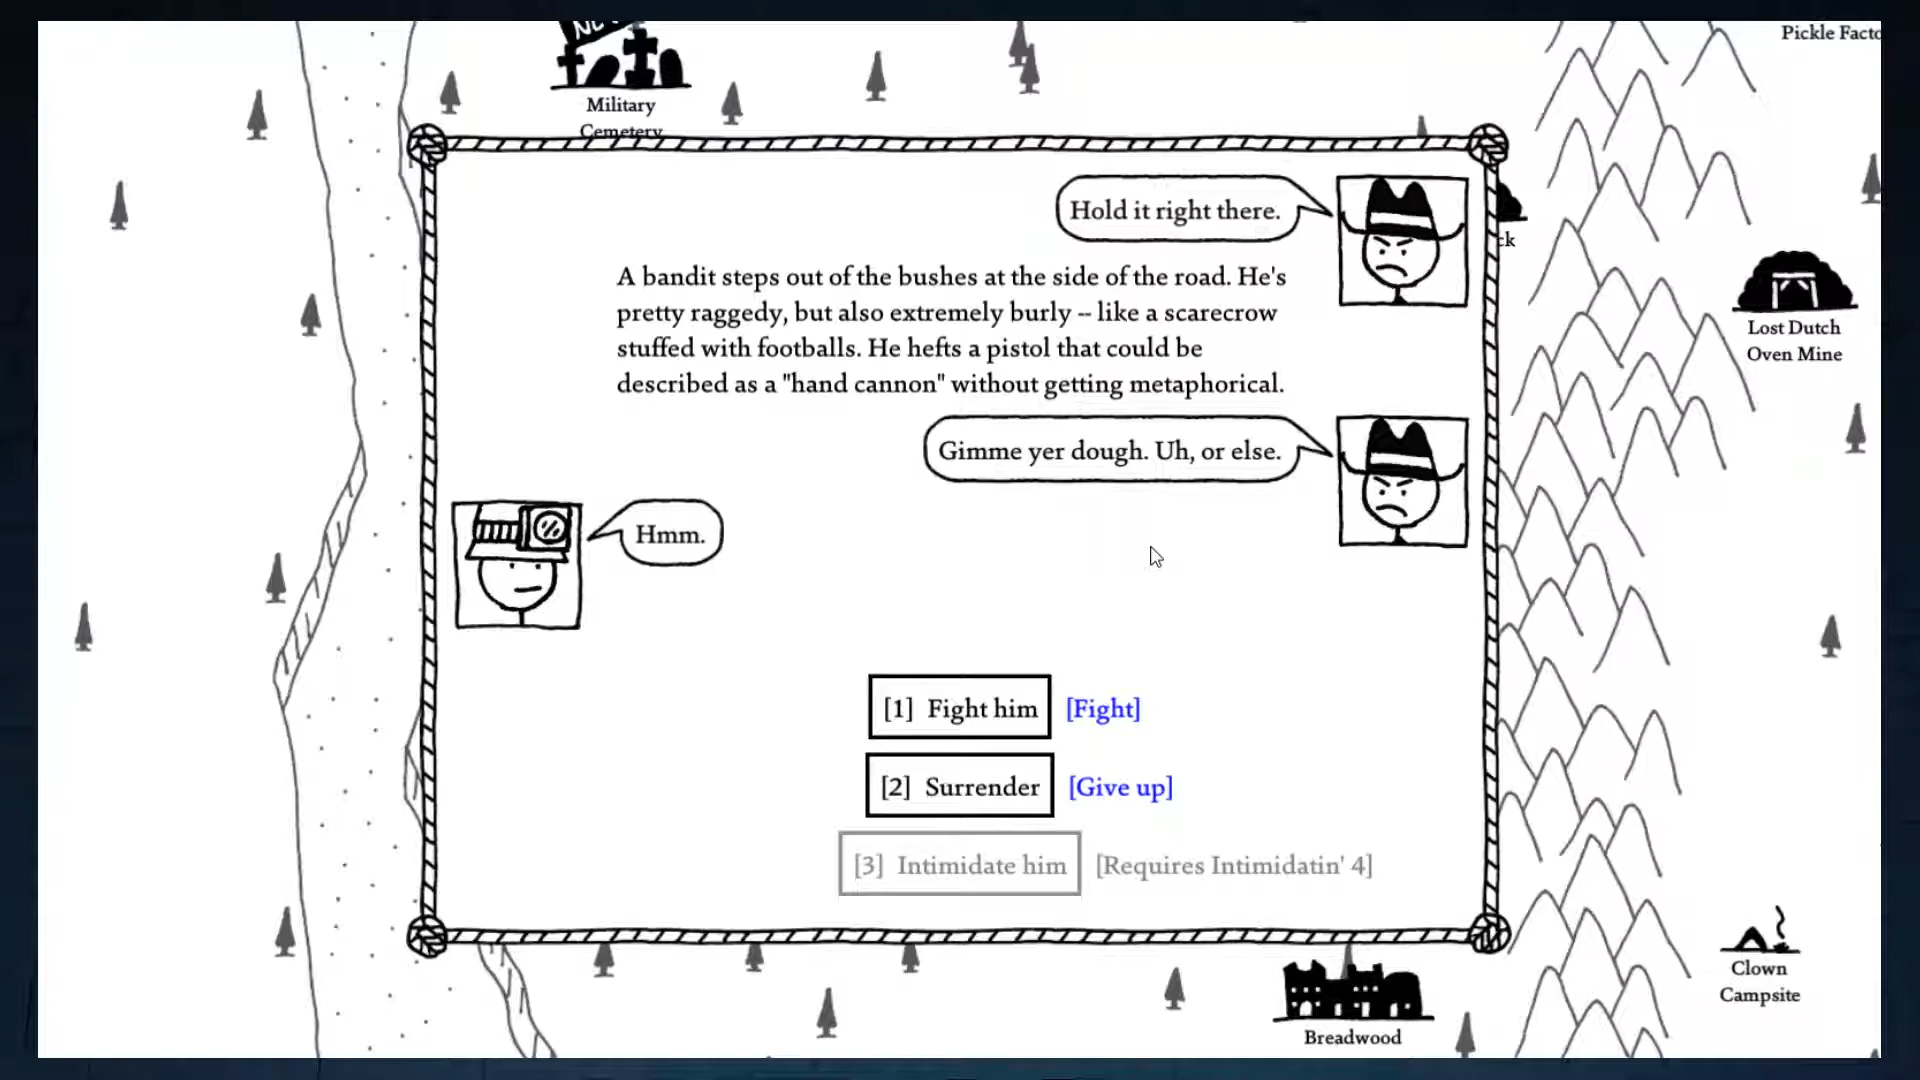 Pickle Facto
Military
Cemetery
Hold it right there.
ck
A bandit steps out of the bushes at the side of the road. He's
pretty raggedy, but also extremely burly -- like a scarecrow
stuffed with footballs. He hefts a pistol that could be
described as a "hand cannon" without getting metaphorical.
Lost Dutch
Oven Mine
Gimme yer dough. Uh, or else.
Hmm.
[1] Fight him [Fight]
[2] Surrender [Give up]
[3] Intimidate him [Requires Intimidatin' 4]
Clown
Campsite
Breadwood